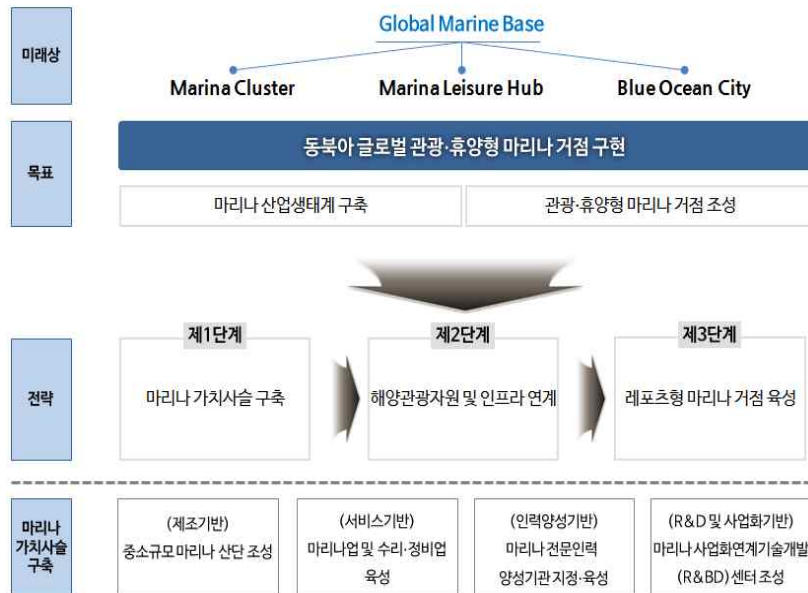 미래상
Global Marine Base
Marina Cluster
Marina Leisure Hub
Blue Ocean City
목표
동북아 글로벌 관광·휴양형 마리나 거점 구현
마리나 산업생태계 구축
관광·휴양형 마리나 거점 조성
전략
제1단계
마리나 가치사슬 구축
제2단계
해양관광자원 및 인프라 연계
제3단계
레포츠형 마리나 거점 육성
마리나
가치사슬
구축
(제조기반)
중소규모 마리나 산단 조성
(서비스기반)
마리나업 및 수리·정비업
육성
(인력양성기반)
마리나 전문인력
양성기관 지정·육성
(R&D 및 사업화기반)
마리나 사업화연계기술개발
(R&BD) 센터 조성